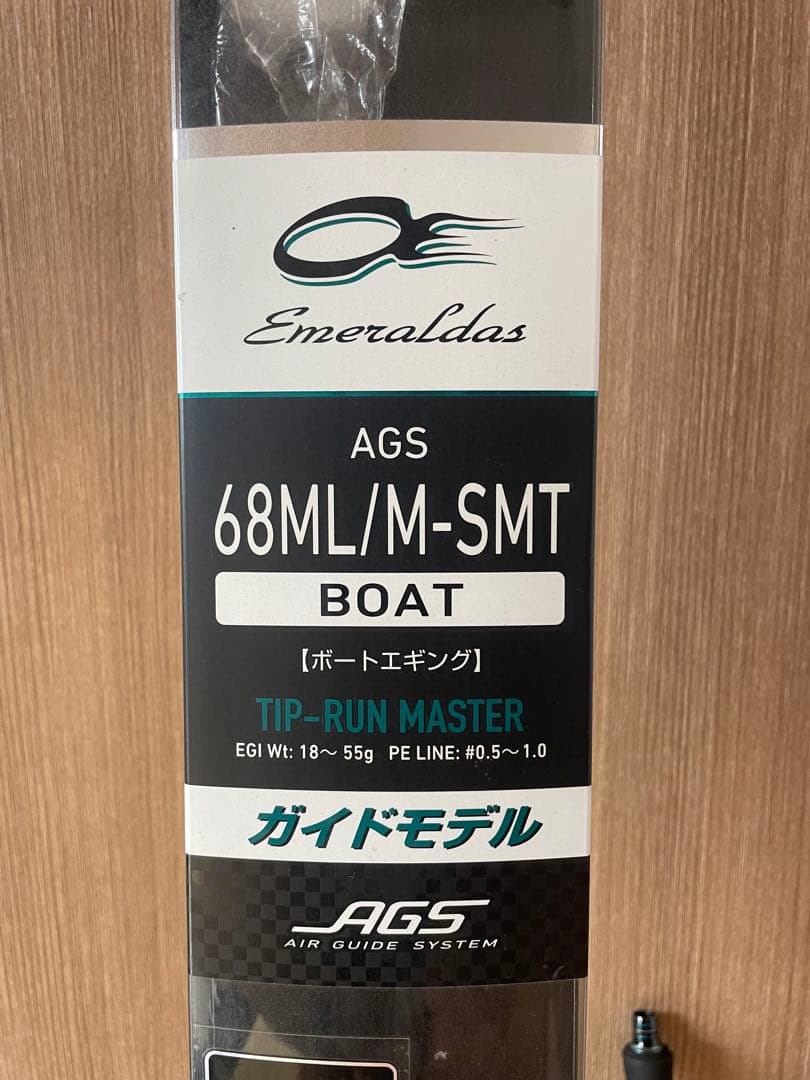 Emeraldas
AGS
68ML/M-SMT
BOAT
【ボートエギング】
TIP-RUN MASTER
EGI Wt: 18～ 55g PE LINE: #0.5～1.0
ガイドモデル
AGS
AIR GUIDE SYSTEM